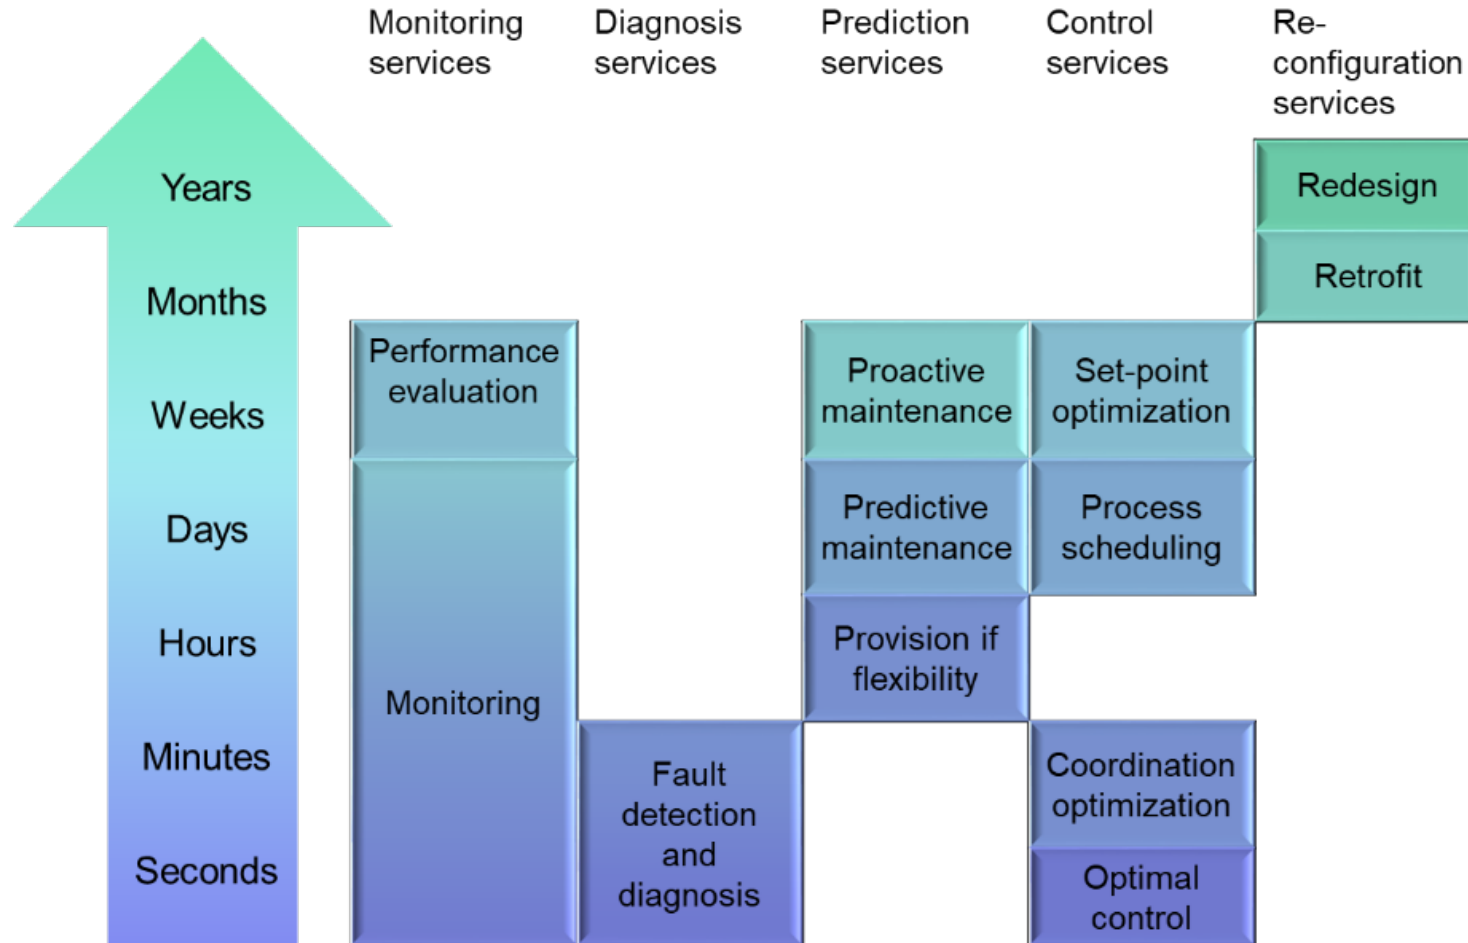 Monitoring
services
Diagnosis
services
Prediction
services
Control
services
Re-
configuration
services
Years
Months
Weeks
Days
Hours
Minutes
Seconds
Performance
evaluation
Monitoring
Fault
detection
and
diagnosis
Proactive
maintenance
Predictive
maintenance
Provision if
flexibility
Set-point
optimization
Process
scheduling
Coordination
optimization
Optimal
control
Redesign
Retrofit